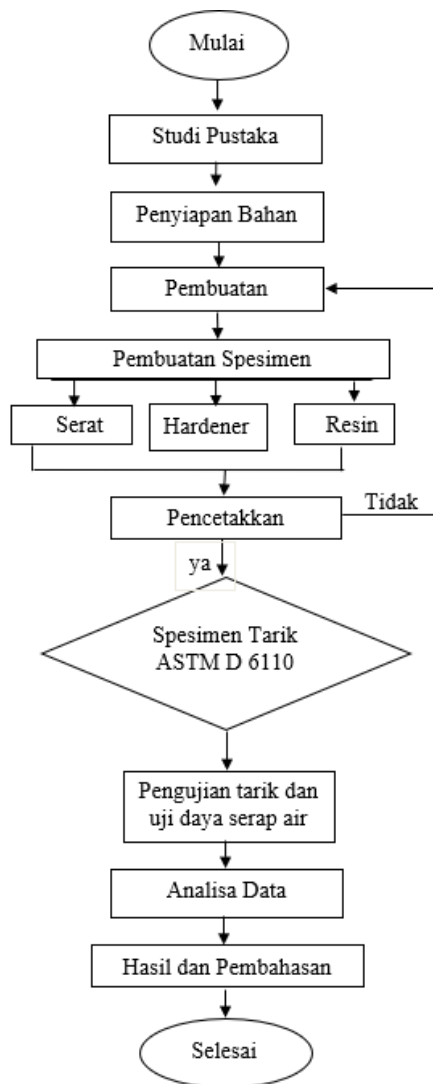 Mulai
Studi Pustaka
Penyiapan Bahan
Pembuatan
Pembuatan Spesimen
Serat
Hardener
Resin
Pencetakkan
Tidak
ya
Spesimen Tarik
ASTM D 6110
Pengujian tarik dan
uji daya serap air
Analisa Data
Hasil dan Pembahasan
Selesai